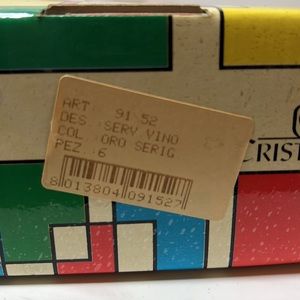 ART. 91 52
DES.:SERV.VINO
COL.:ORO SERIG
PEZ.:6
8 013804 091527
CRIST